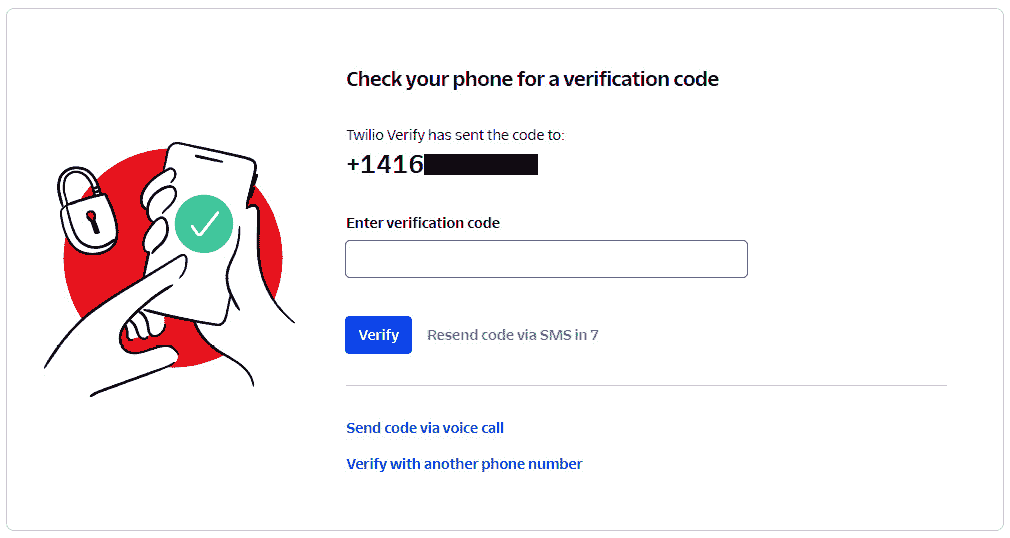 Check your phone for a verification code
Twilio Verify has sent the code to:
+1416
Enter verification code
Verify
Resend code via SMS in 7
Send code via voice call
Verify with another phone number